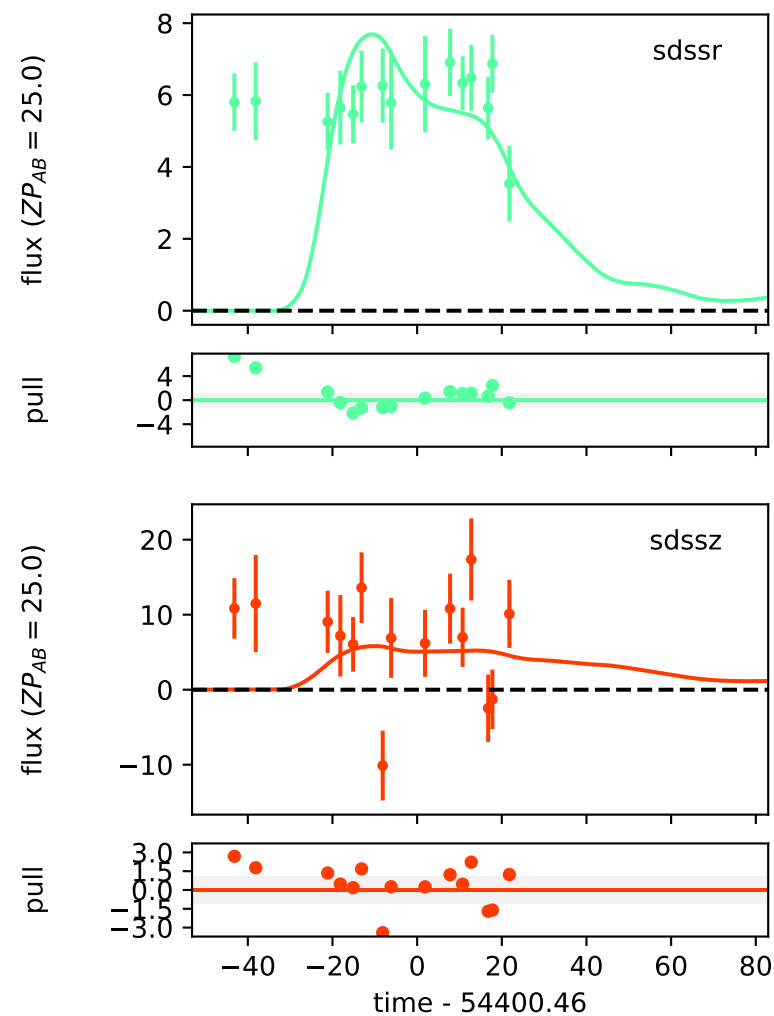 8
6
4
2
0
flux (ZP_AB = 25.0)
sdssr
4
0
−4
pull
20
10
0
−10
flux (ZP_AB = 25.0)
sdssz
3.0
1.5
0.0
−1.5
−3.0
pull
−40 −20 0 20 40 60 80
time - 54400.46